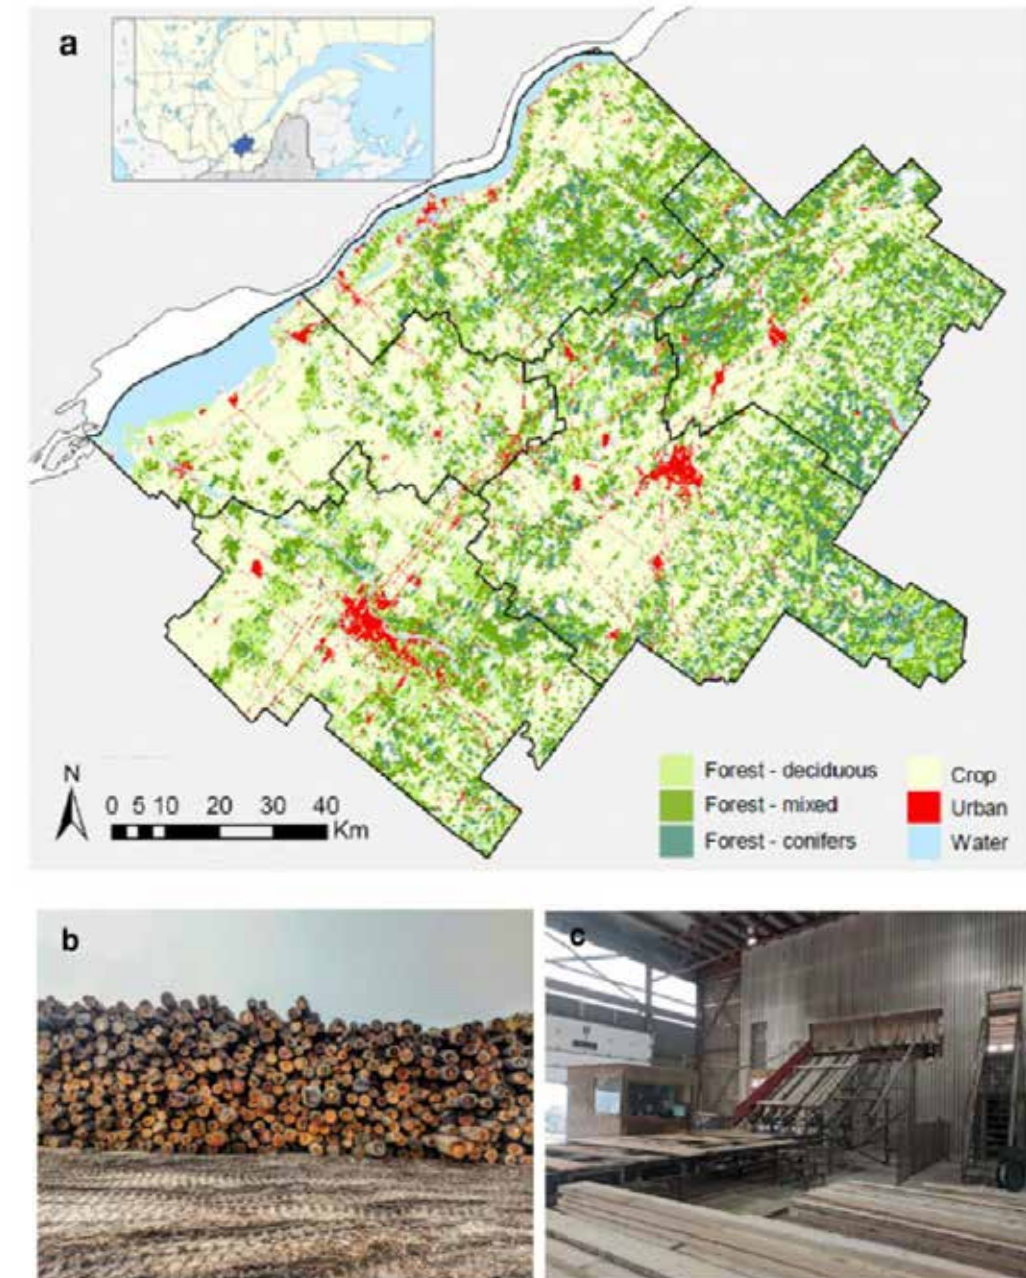 a
N
0 5 10 20 30 40
Km
Forest - deciduous
Forest - mixed
Forest - conifers
Crop
Urban
Water
b
c